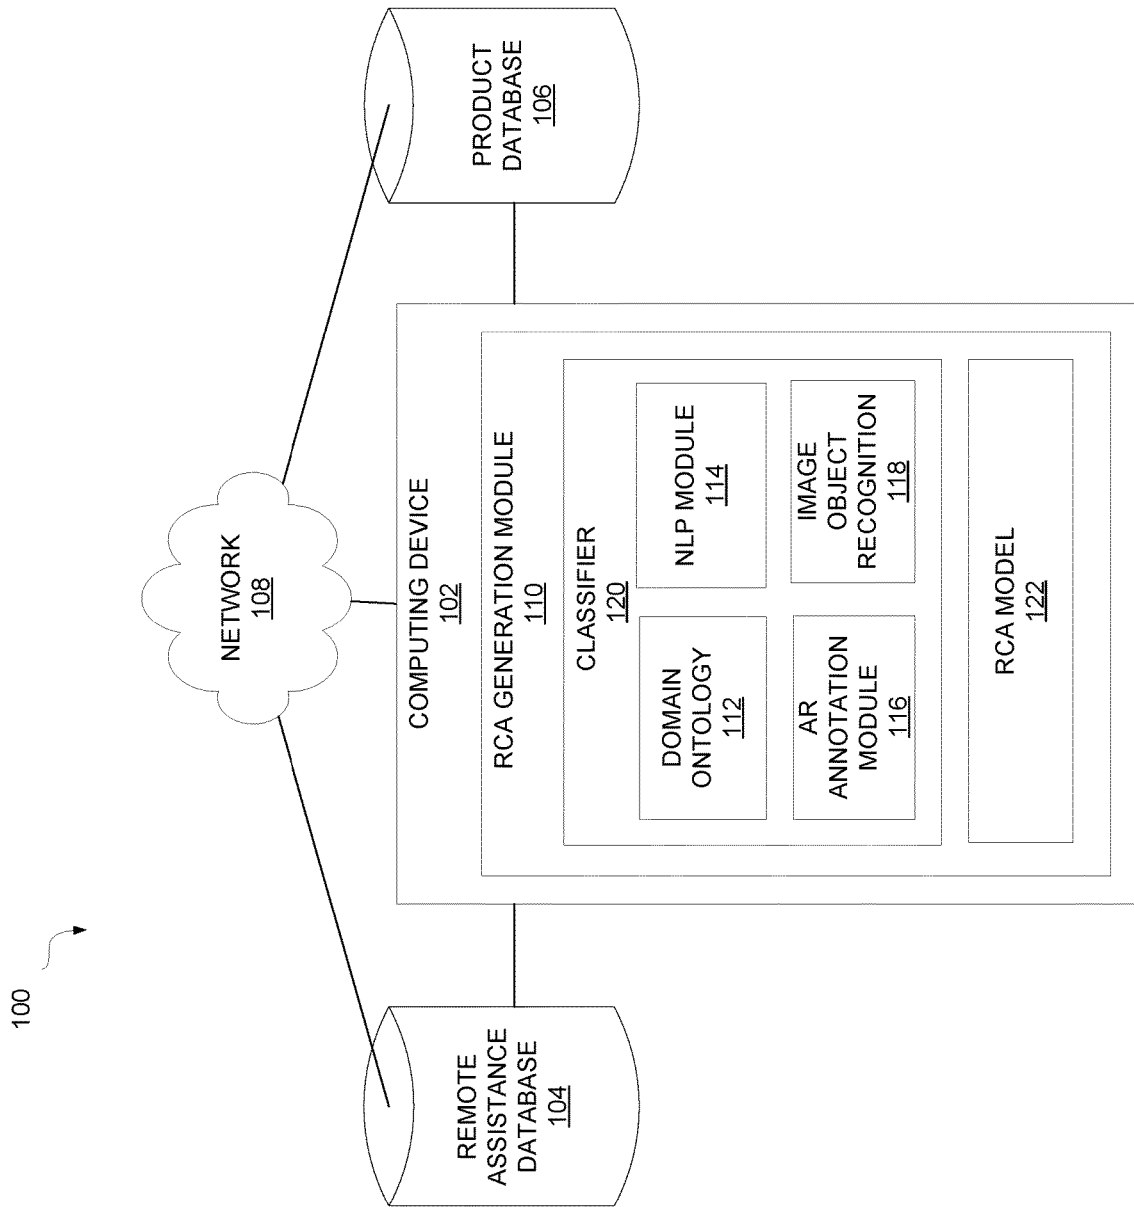 100
NETWORK
108
REMOTE
ASSISTANCE
DATABASE
104
PRODUCT
DATABASE
106
COMPUTING DEVICE
102
RCA GENERATION MODULE
110
CLASSIFIER
120
DOMAIN
ONTOLOGY
112
NLP MODULE
114
AR
ANNOTATION
MODULE
116
IMAGE
OBJECT
RECOGNITION
118
RCA MODEL
122